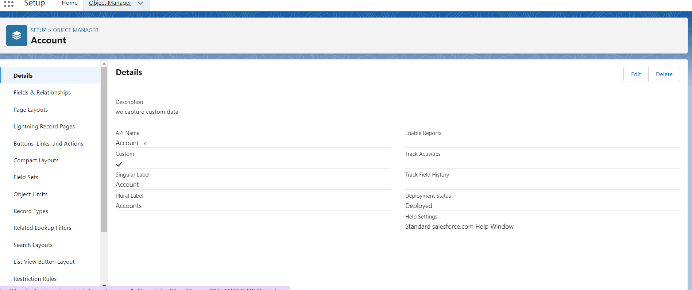 Setup Home Object Manager
SETUP > OBJECT MANAGER
Account
Details
Fields & Relationships
Page Layouts
Lightning Record Pages
Buttons, Links, and Actions
Compact Layouts
Field Sets
Object Limits
Record Types
Related Lookup Filters
Search Layouts
List View Button Layout
Restriction Rules
Details
Edit Delete
Description
we capture custom data
API Name
Account__c
Custom
Singular Label
Account
Plural Label
Accounts
Enable Reports
Track Activities
Track Field History
Deployment Status
Deployed
Help Settings
Standard salesforce.com Help Window